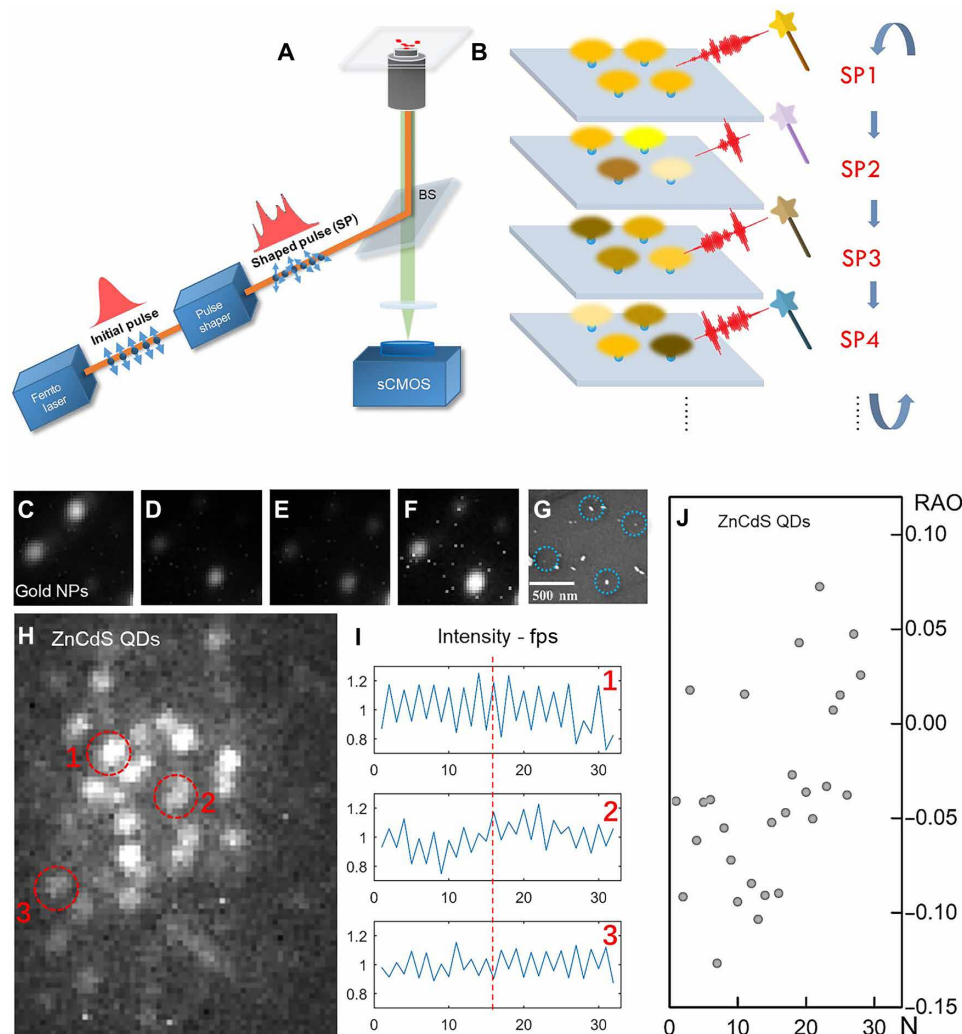 A
B
SP1
SP2
SP3
SP4
BS
Shaped pulse (SP)
Initial pulse
Pulse
shaper
Femto
laser
sCMOS
C
Gold NPs
D
E
F
G
500 nm
H
ZnCdS QDs
1
2
3
I
Intensity - fps
1
1.2
1
0.8
0 10 20 30
2
1.2
1
0.8
0 10 20 30
3
1.2
1
0.8
0 10 20 30
J
ZnCdS QDs
RAO
0.10
0.05
0.00
−0.05
−0.10
−0.15
0 10 20 30 N